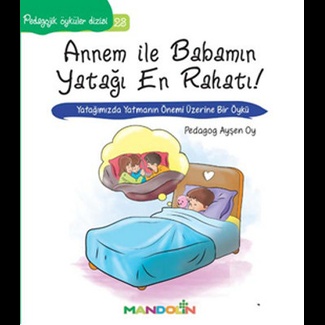 Pedagojik öyküler dizisi 28
Annem ile Babamın
Yatağı En Rahatı!
Yatağımızda Yatmanın Önemi Üzerine Bir Öykü
Pedagog Ayşen Oy
MANDOLİN